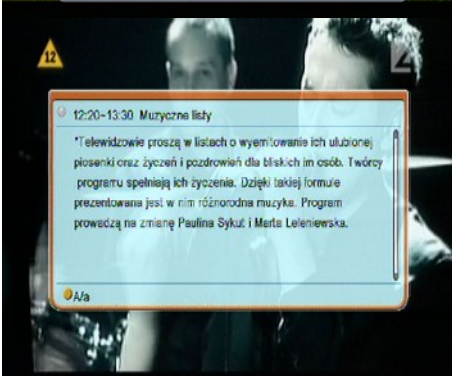 12
4
12:20-13:30 Muzyczne listy
"Telewidzowie proszą w listach o wyemitowanie ich ulubionej
piosenki oraz życzeń i pozdrowień dla bliskich im osób. Twórcy
programu spełniają ich życzenia. Dzięki takiej formule
prezentowana jest w nim różnorodna muzyka. Program
prowadzą na zmianę Paulina Sykut i Marta Leleniewska.
A/a